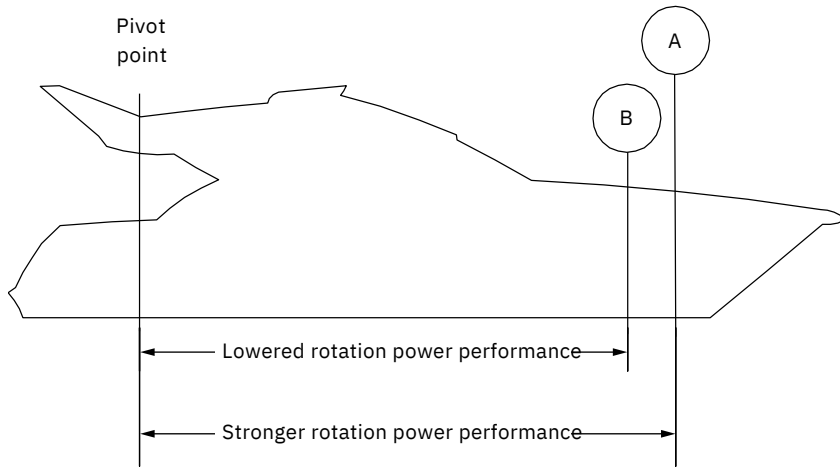 Pivot
point
A
B
Lowered rotation power performance
Stronger rotation power performance